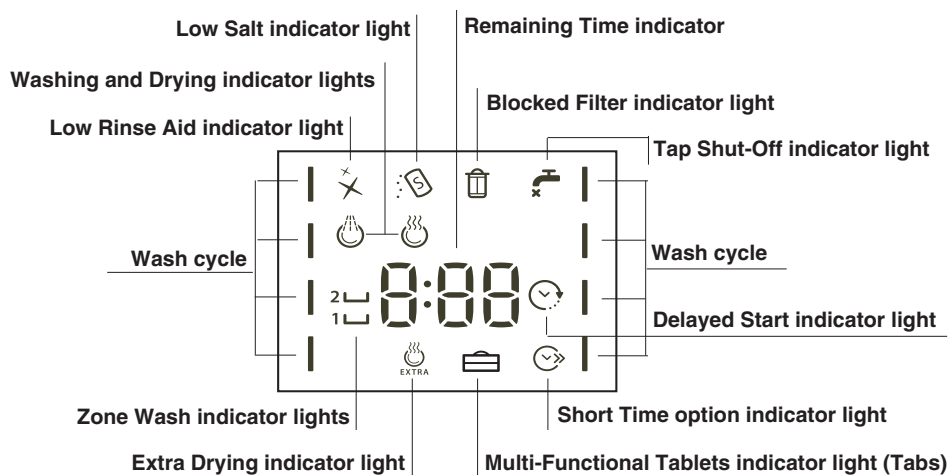 Low Salt indicator light
Remaining Time indicator
Washing and Drying indicator lights
Blocked Filter indicator light
Low Rinse Aid indicator light
Tap Shut-Off indicator light
S
Wash cycle
Wash cycle
8:88
2
1
Delayed Start indicator light
EXTRA
Zone Wash indicator lights
Short Time option indicator light
Extra Drying indicator light
Multi-Functional Tablets indicator light (Tabs)